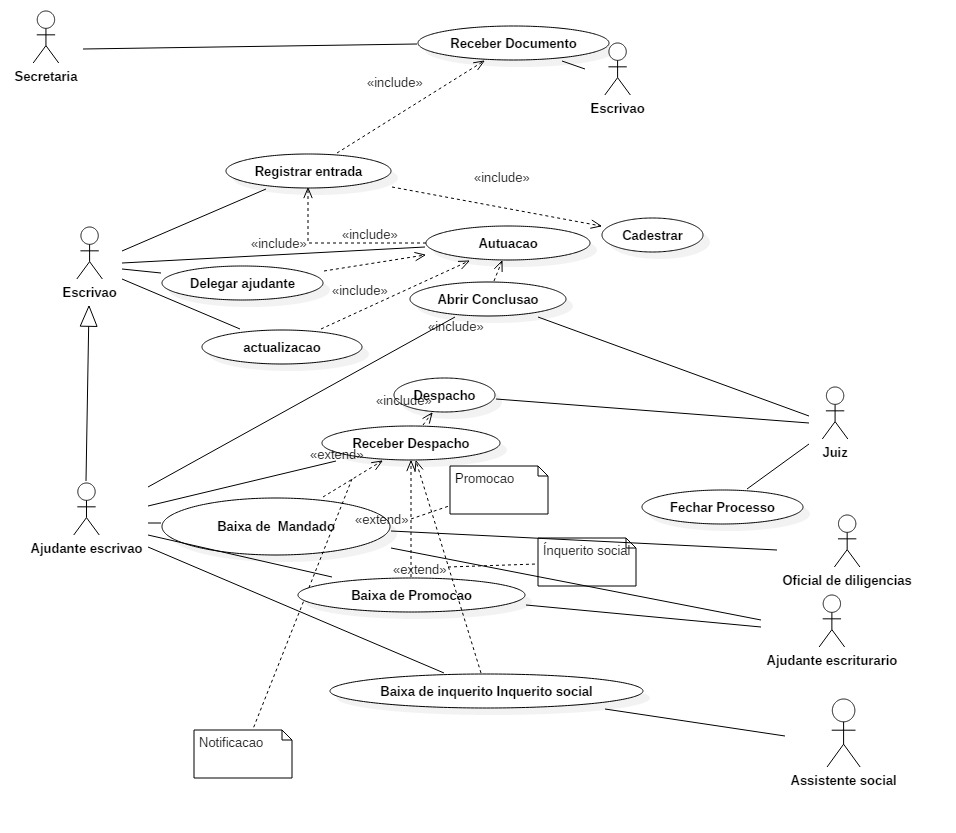 Receber Documento
Secretaria
«include»
Escrivao
Registrar entrada
«include»
Cadestrar
«include»
«include»
Autuacao
Escrivao
Delegar ajudante
«include»
Abrir Conclusao
«include»
actualizacao
Despacho
«include»
Receber Despacho
Juiz
«extend»
Promocao
Fechar Processo
Baixa de  Mandado
«extend»
Ajudante escrivao
Ínquerito social
«extend»
Oficial de diligencias
Baixa de Promocao
Ajudante escriturario
Baixa de inquerito Inquerito social
Notificacao
Assistente social